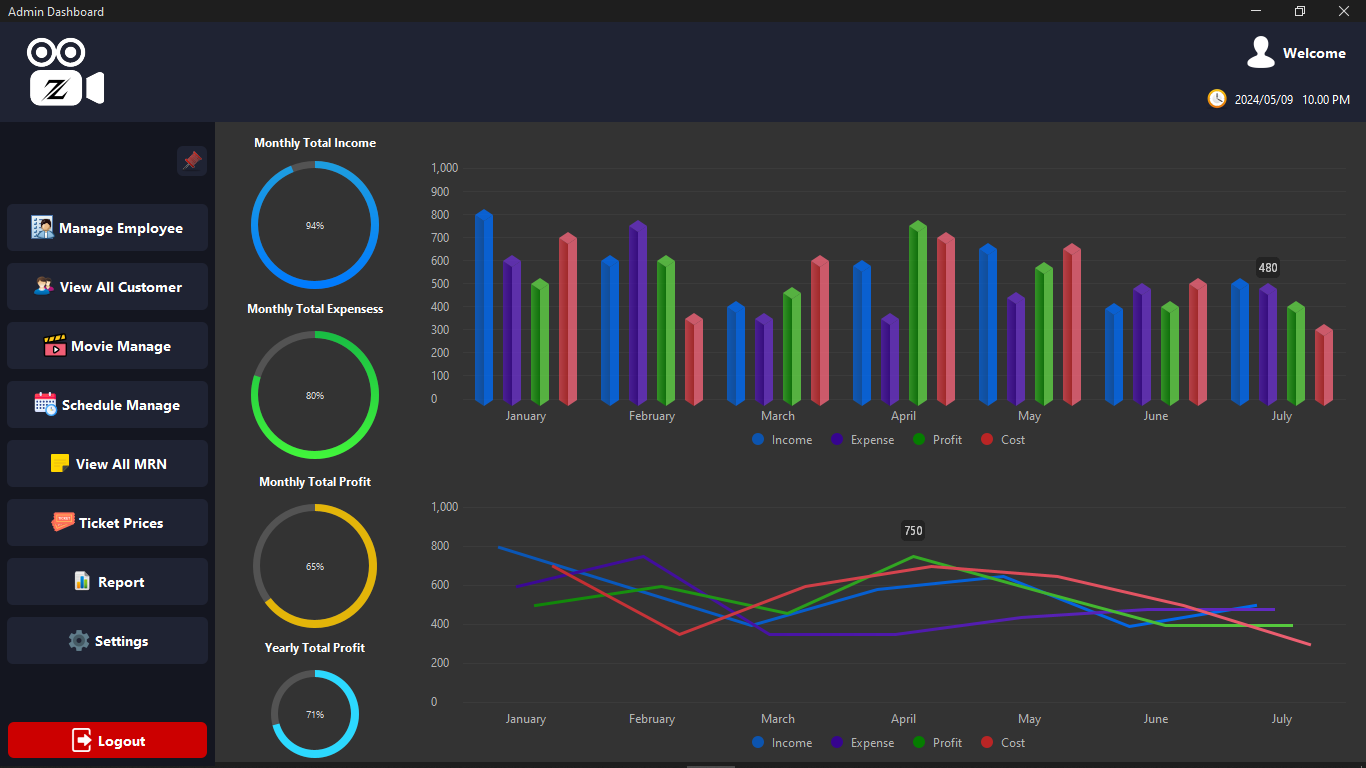 Admin Dashboard
Welcome
2024/05/09 10.00 PM
Z
Manage Employee
View All Customer
Movie Manage
Schedule Manage
View All MRN
Ticket Prices
Report
Settings
Logout
Monthly Total Income
94%
Monthly Total Expensess
80%
Monthly Total Profit
65%
Yearly Total Profit
71%
1,000
900
800
700
600
500
400
300
200
100
0
480
January February March April May June July
Income Expense Profit Cost
1,000
800
600
400
200
0
750
January February March April May June July
Income Expense Profit Cost